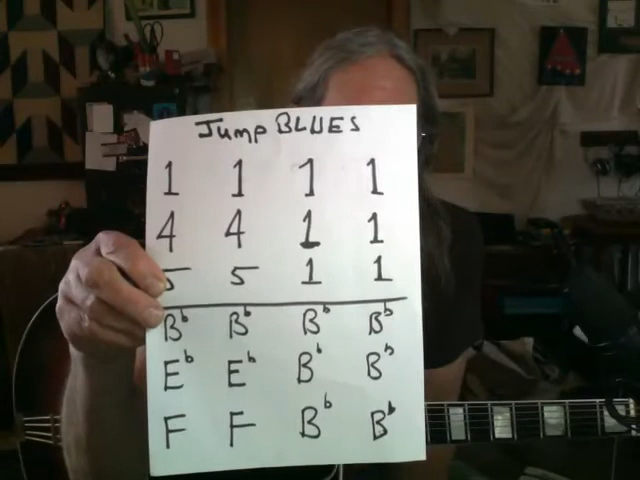 Jump BLUES
1 1 1 1
4 4 1 1
5 5 1 1
B♭ B♭ B♭ B♭
E♭ E♭ B♭ B♭
F F B♭ B♭